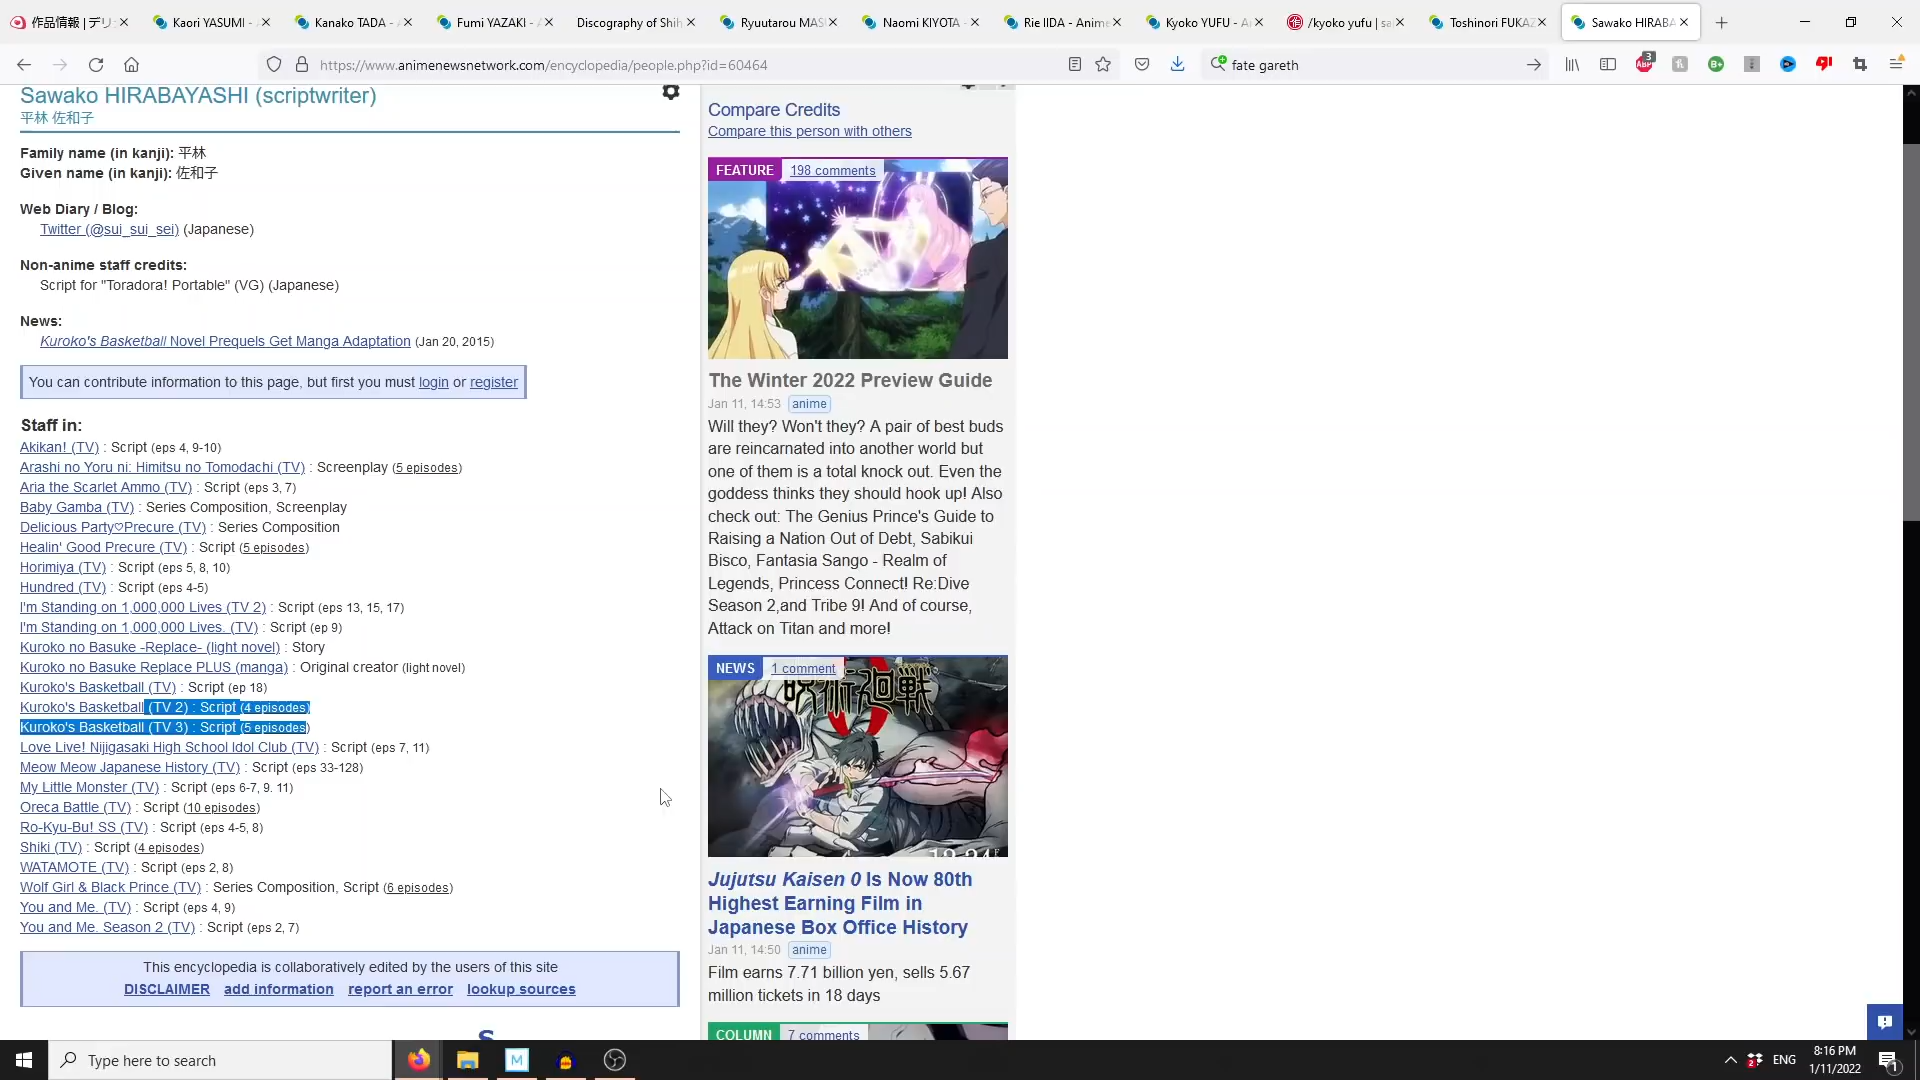 作品情報 | デリ
Kaori YASUMI - A
Kanako TADA - A
Fumi YAZAKI - A
Discography of Shih
Ryuutarou MAS
Naomi KIYOTA -
Rie IIDA - Anime
Kyoko YUFU - A
/kyoko yufu | sa
Toshinori FUKAZ
Sawako HIRABA
https://www.animenewsnetwork.com/encyclopedia/people.php?id=60464
fate gareth
3
Sawako HIRABAYASHI (scriptwriter)
平林 佐和子
Family name (in kanji): 平林
Given name (in kanji): 佐和子
Web Diary / Blog:
Twitter (@sui_sui_sei) (Japanese)
Non-anime staff credits:
Script for "Toradora! Portable" (VG) (Japanese)
News:
Kuroko's Basketball Novel Prequels Get Manga Adaptation (Jan 20, 2015)
You can contribute information to this page, but first you must login or register
Staff in:
Akikan! (TV) : Script (eps 4, 9-10)
Arashi no Yoru ni: Himitsu no Tomodachi (TV) : Screenplay (5 episodes)
Aria the Scarlet Ammo (TV) : Script (eps 3, 7)
Baby Gamba (TV) : Series Composition, Screenplay
Delicious Party♡Precure (TV) : Series Composition
Healin' Good Precure (TV) : Script (5 episodes)
Horimiya (TV) : Script (eps 5, 8, 10)
Hundred (TV) : Script (eps 4-5)
I'm Standing on 1,000,000 Lives (TV 2) : Script (eps 13, 15, 17)
I'm Standing on 1,000,000 Lives. (TV) : Script (ep 9)
Kuroko no Basuke -Replace- (light novel) : Story
Kuroko no Basuke Replace PLUS (manga) : Original creator (light novel)
Kuroko's Basketball (TV) : Script (ep 18)
Kuroko's Basketball (TV 2) : Script (4 episodes)
Kuroko's Basketball (TV 3) : Script (5 episodes)
Love Live! Nijigasaki High School Idol Club (TV) : Script (eps 7, 11)
Meow Meow Japanese History (TV) : Script (eps 33-128)
My Little Monster (TV) : Script (eps 6-7, 9. 11)
Oreca Battle (TV) : Script (10 episodes)
Ro-Kyu-Bu! SS (TV) : Script (eps 4-5, 8)
Shiki (TV) : Script (4 episodes)
WATAMOTE (TV) : Script (eps 2, 8)
Wolf Girl & Black Prince (TV) : Series Composition, Script (6 episodes)
You and Me. (TV) : Script (eps 4, 9)
You and Me. Season 2 (TV) : Script (eps 2, 7)
This encyclopedia is collaboratively edited by the users of this site
DISCLAIMER add information report an error lookup sources
Compare Credits
Compare this person with others
FEATURE 198 comments
The Winter 2022 Preview Guide
Jan 11, 14:53 anime
Will they? Won't they? A pair of best buds
are reincarnated into another world but
one of them is a total knock out. Even the
goddess thinks they should hook up! Also
check out: The Genius Prince's Guide to
Raising a Nation Out of Debt, Sabikui
Bisco, Fantasia Sango - Realm of
Legends, Princess Connect! Re:Dive
Season 2,and Tribe 9! And of course,
Attack on Titan and more!
NEWS 1 comment
呪術廻戦
Jujutsu Kaisen 0 Is Now 80th
Highest Earning Film in
Japanese Box Office History
Jan 11, 14:50 anime
Film earns 7.71 billion yen, sells 5.67
million tickets in 18 days
COLUMN 7 comments
Type here to search
ENG
8:16 PM
1/11/2022